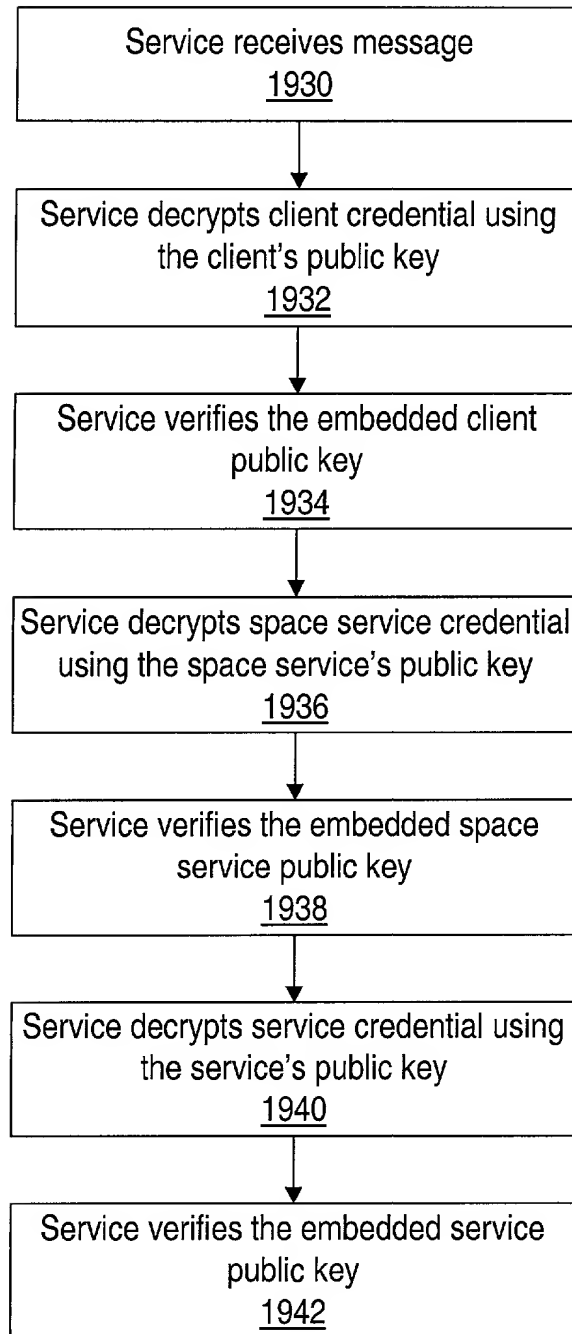 Service receives message
1930
Service decrypts client credential using
the client's public key
1932
Service verifies the embedded client
public key
1934
Service decrypts space service credential
using the space service's public key
1936
Service verifies the embedded space
service public key
1938
Service decrypts service credential using
the service's public key
1940
Service verifies the embedded service
public key
1942